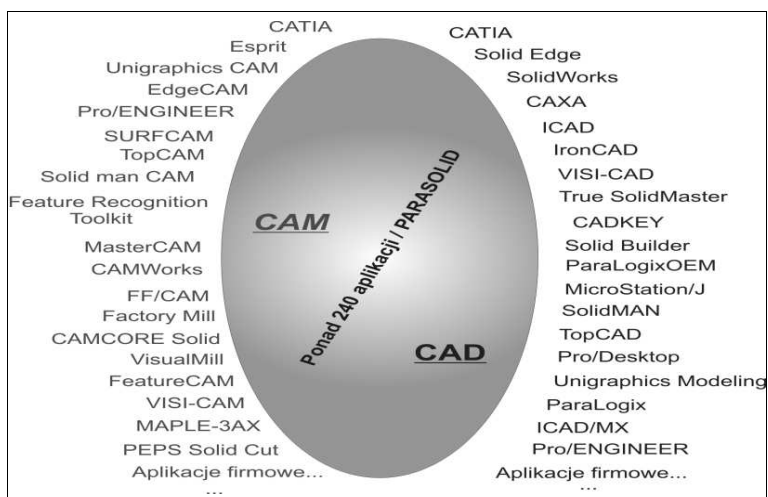 CATIA
Esprit
Unigraphics CAM
EdgeCAM
Pro/ENGINEER
SURFCAM
TopCAM
Solid man CAM
Feature Recognition
Toolkit
MasterCAM
CAMWorks
FF/CAM
Factory Mill
CAMCORE Solid
VisualMill
FeatureCAM
VISI-CAM
MAPLE-3AX
PEPS Solid Cut
Aplikacje firmowe...
...
CAM
Ponad 240 aplikacji / PARASOLID
CAD
CATIA
Solid Edge
SolidWorks
CAXA
ICAD
IronCAD
VISI-CAD
True SolidMaster
CADKEY
Solid Builder
ParaLogixOEM
MicroStation/J
SolidMAN
TopCAD
Pro/Desktop
Unigraphics Modeling
ParaLogix
ICAD/MX
Pro/ENGINEER
Aplikacje firmowe...
...